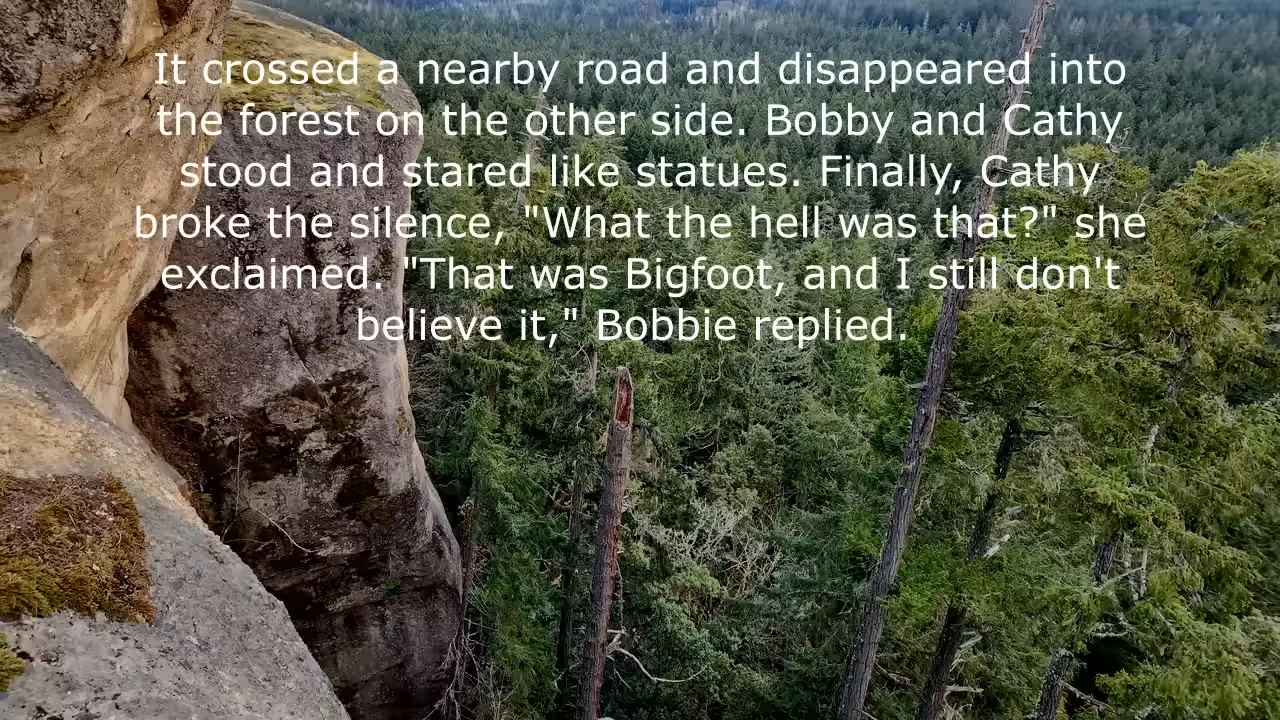 It crossed a nearby road and disappeared into
the forest on the other side. Bobby and Cathy
stood and stared like statues. Finally, Cathy
broke the silence, "What the hell was that?" she
exclaimed. "That was Bigfoot, and I still don't
believe it," Bobbie replied.